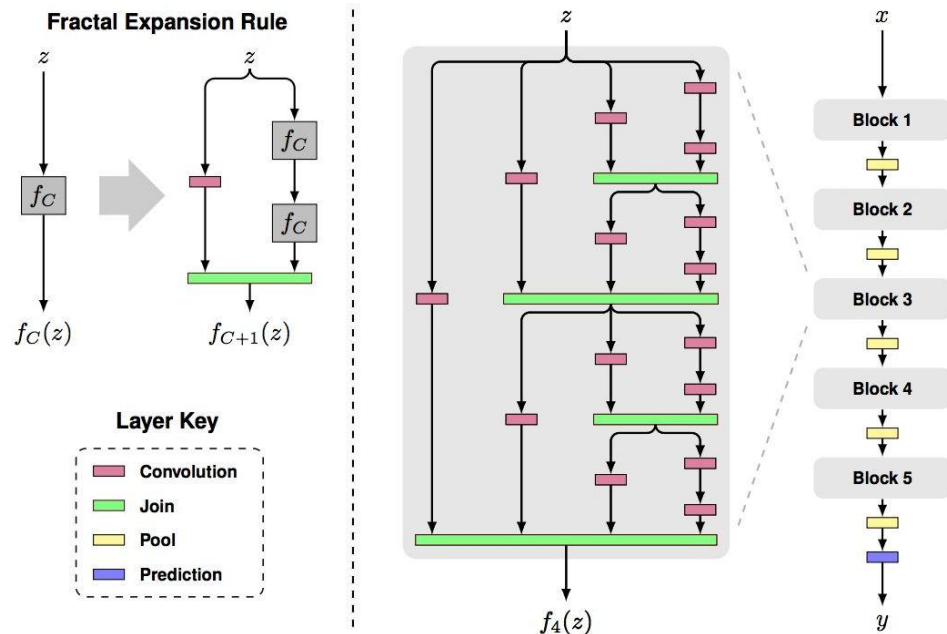 Fractal Expansion Rule
z
z
f_C
f_C
f_C
f_C(z)
f_{C+1}(z)
Layer Key
Convolution
Join
Pool
Prediction
z
f_4(z)
x
Block 1
Block 2
Block 3
Block 4
Block 5
y